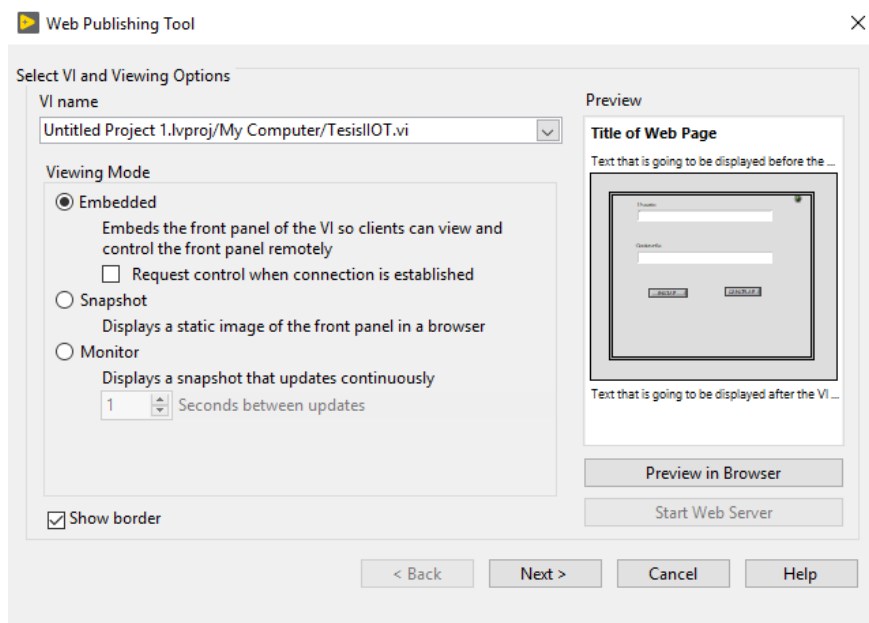 Web Publishing Tool
Select VI and Viewing Options
VI name
Untitled Project 1.lvproj/My Computer/TesisIIOT.vi
Viewing Mode
Embedded
Embeds the front panel of the VI so clients can view and
control the front panel remotely
Request control when connection is established
Snapshot
Displays a static image of the front panel in a browser
Monitor
Displays a snapshot that updates continuously
1 Seconds between updates
Show border
Preview
Title of Web Page
Text that is going to be displayed before the ...
Text that is going to be displayed after the VI ...
Preview in Browser
Start Web Server
< Back
Next >
Cancel
Help